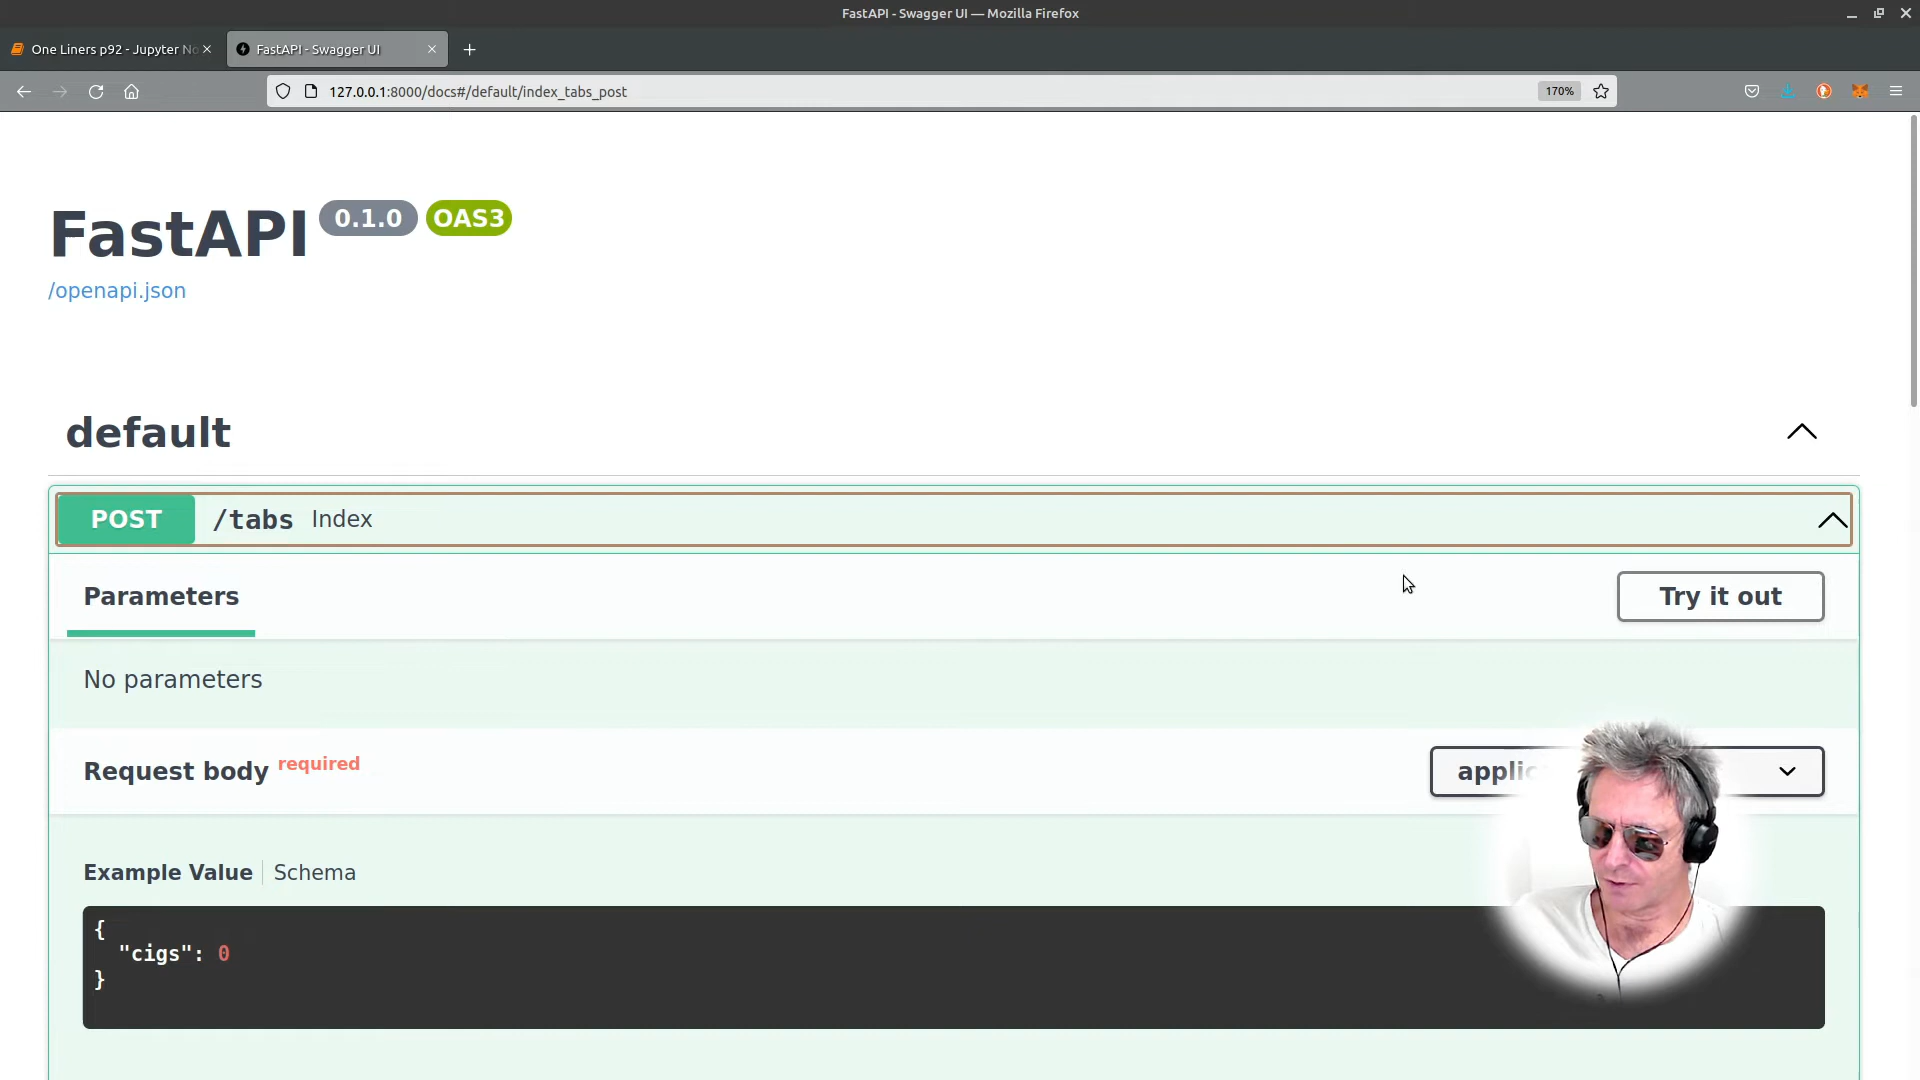 FastAPI - Swagger UI — Mozilla Firefox
One Liners p92 - Jupyter No
FastAPI - Swagger UI
127.0.0.1:8000/docs#/default/index_tabs_post
170%
FastAPI 0.1.0 OAS3
/openapi.json
default
POST /tabs Index
Parameters
Try it out
No parameters
Request body required
applic
Example Value Schema
{
"cigs": 0
}